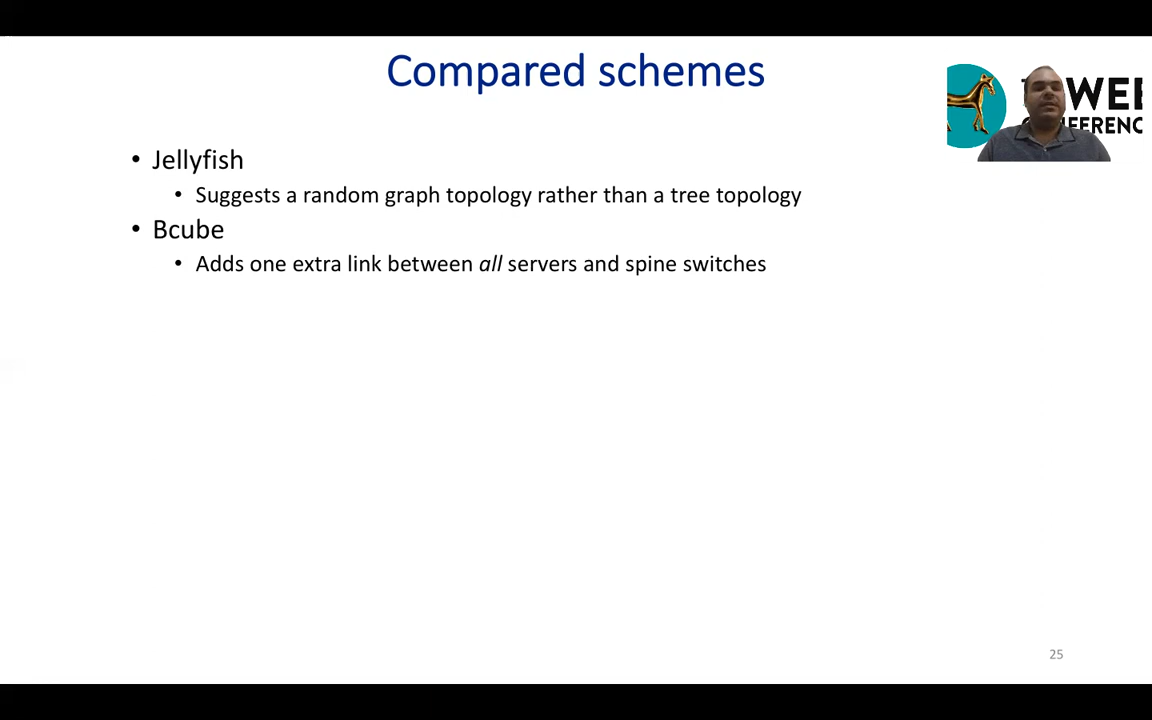 Compared schemes
• Jellyfish
• Suggests a random graph topology rather than a tree topology
• Bcube
• Adds one extra link between all servers and spine switches
25